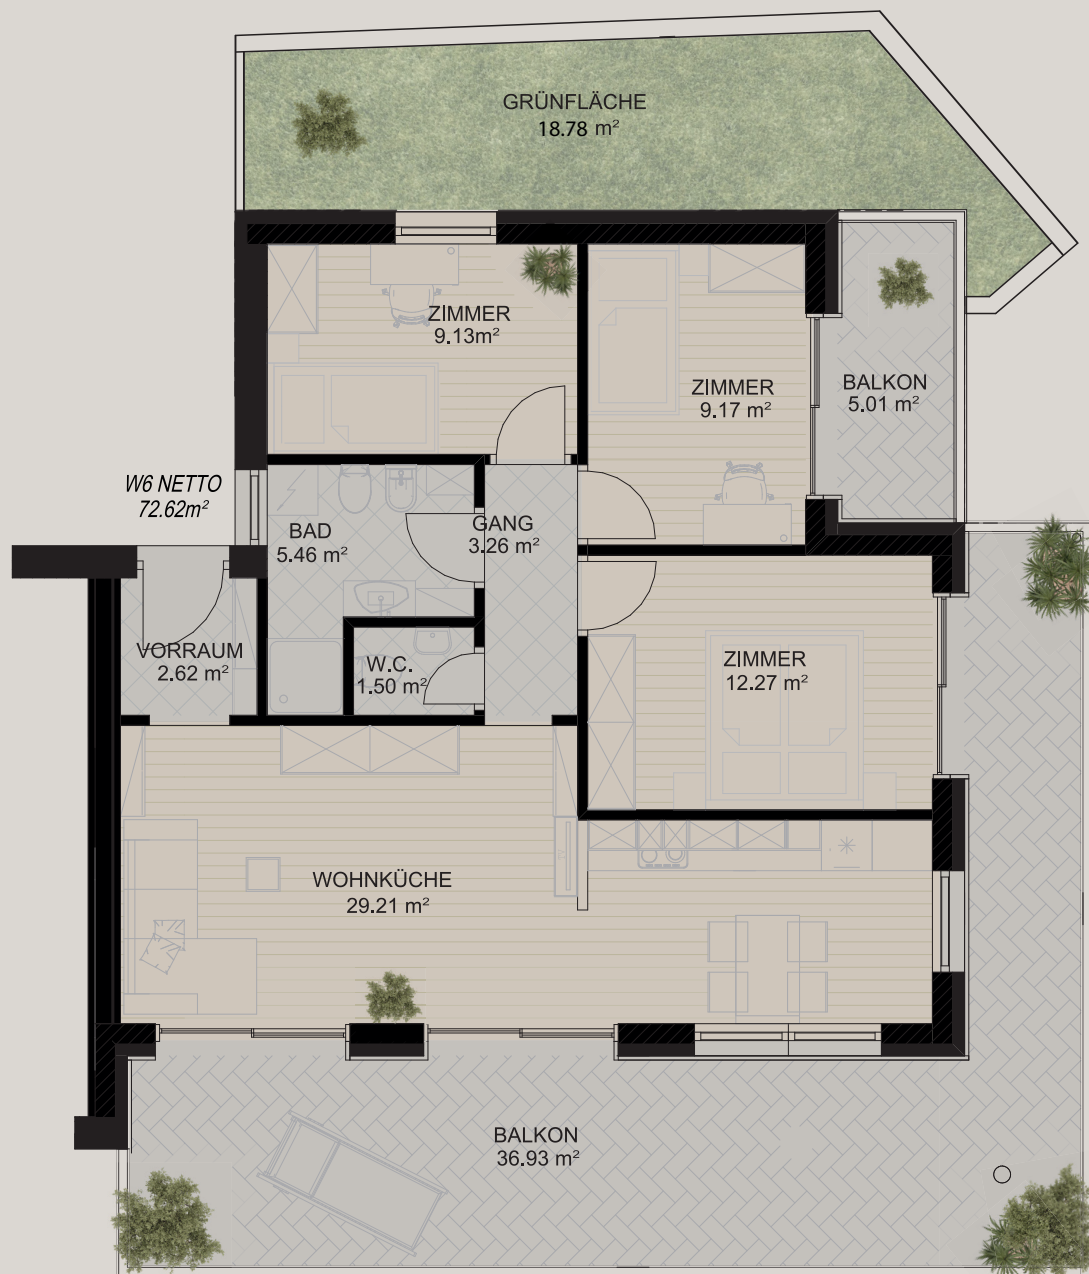 GRÜNFLÄCHE
18.78 m²
ZIMMER
9.13m²
ZIMMER
9.17 m²
BALKON
5.01 m²
W6 NETTO
72.62m²
BAD
5.46 m²
GANG
3.26 m²
VORRAUM
2.62 m²
W.C.
1.50 m²
ZIMMER
12.27 m²
WOHNKÜCHE
29.21 m²
BALKON
36.93 m²